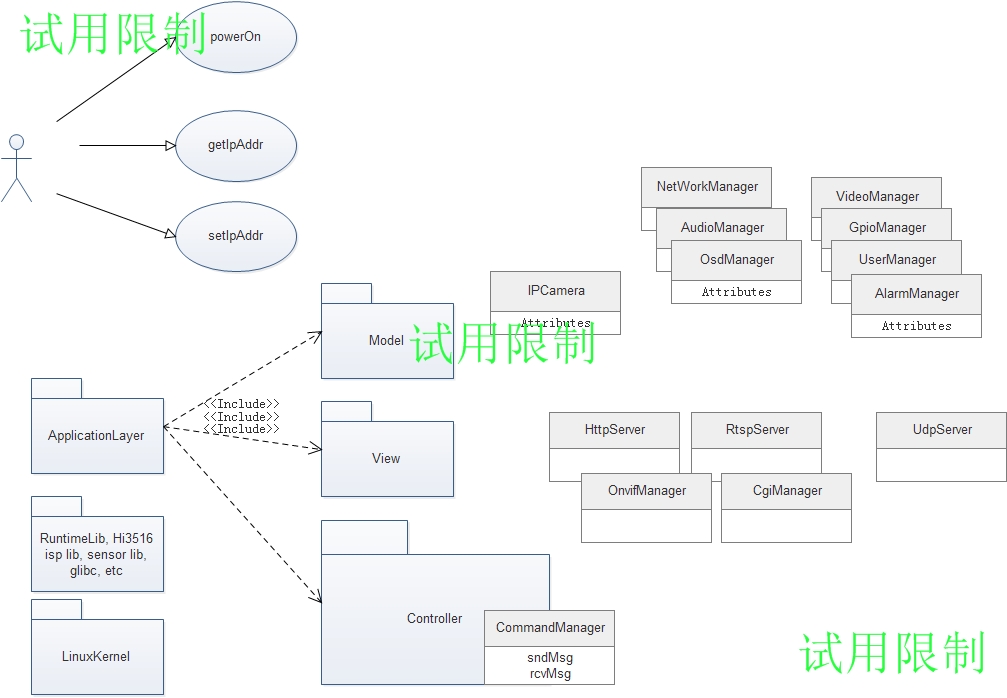 试用限制
powerOn
getIpAddr
setIpAddr
NetWorkManager
AudioManager
OsdManager
Attributes
VideoManager
GpioManager
UserManager
AlarmManager
Attributes
IPCamera
Attributes
试用限制
Model
<<Include>>
<<Include>>
<<Include>>
ApplicationLayer
View
HttpServer
RtspServer
UdpServer
OnvifManager
CgiManager
RuntimeLib, Hi3516
isp lib, sensor lib,
glibc, etc
Controller
CommandManager
sndMsg
rcvMsg
LinuxKernel
试用限制